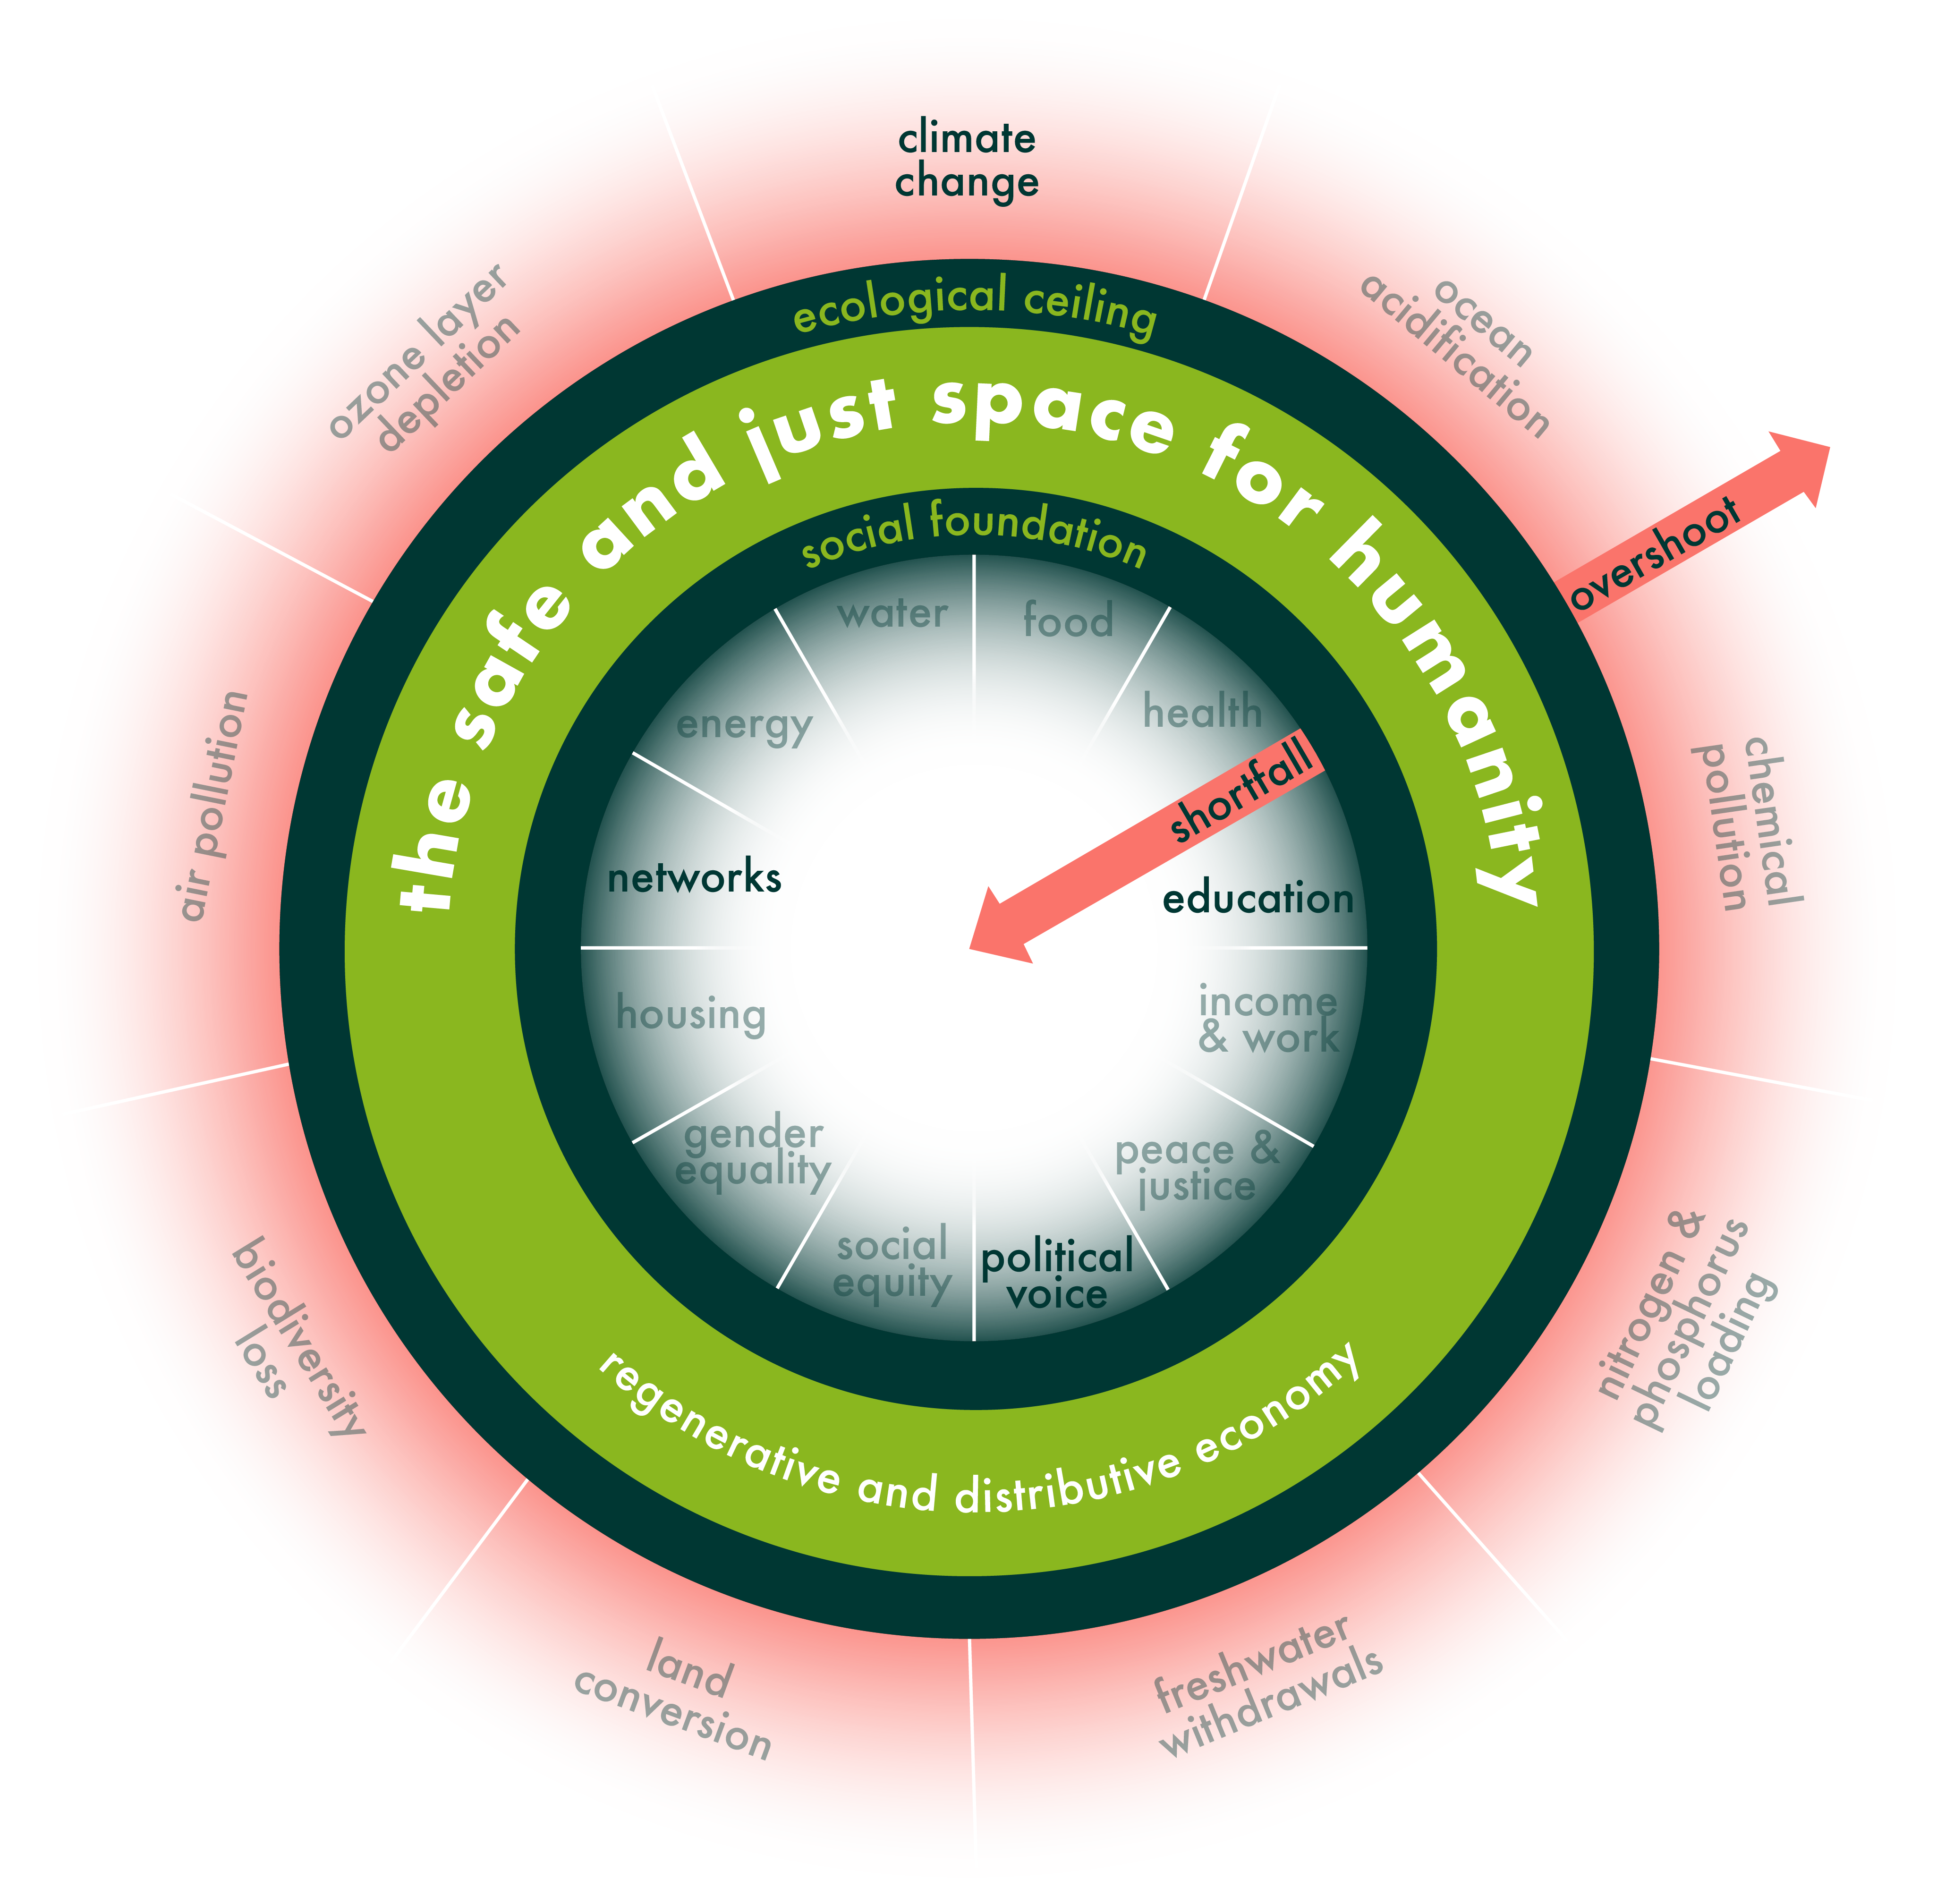 climate
change
ocean
acidification
chemical
pollution
nitrogen &
phosphorus
loading
freshwater
withdrawals
land
conversion
biodiversity
loss
air pollution
ozone layer
depletion
overshoot
ecological ceiling
the safe and just space for humanity
social foundation
water
food
health
shortfall
education
income
& work
peace &
justice
political
voice
social
equity
gender
equality
housing
networks
energy
regenerative and distributive economy